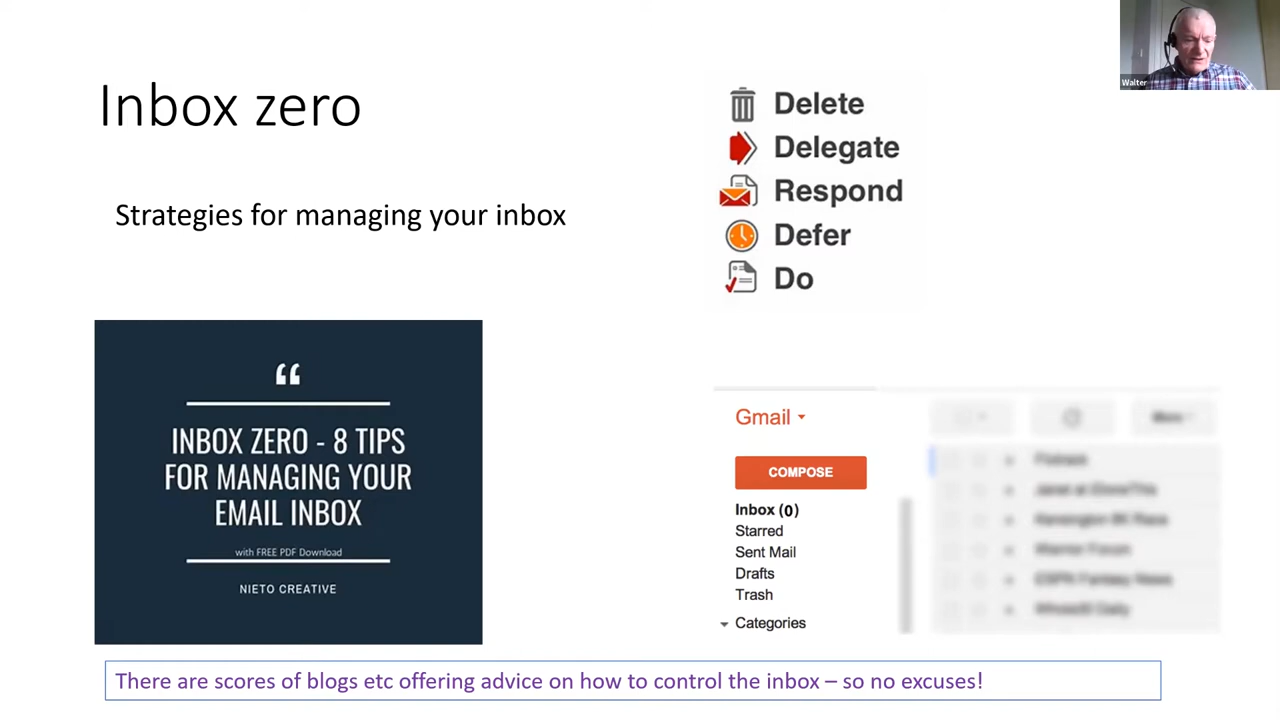 Walter
Inbox zero
Strategies for managing your inbox
Delete
Delegate
Respond
Defer
Do
“
INBOX ZERO - 8 TIPS
FOR MANAGING YOUR
EMAIL INBOX
with FREE PDF Download
NIETO CREATIVE
Gmail
COMPOSE
Inbox (0)
Starred
Sent Mail
Drafts
Trash
Categories
More
There are scores of blogs etc offering advice on how to control the inbox – so no excuses!